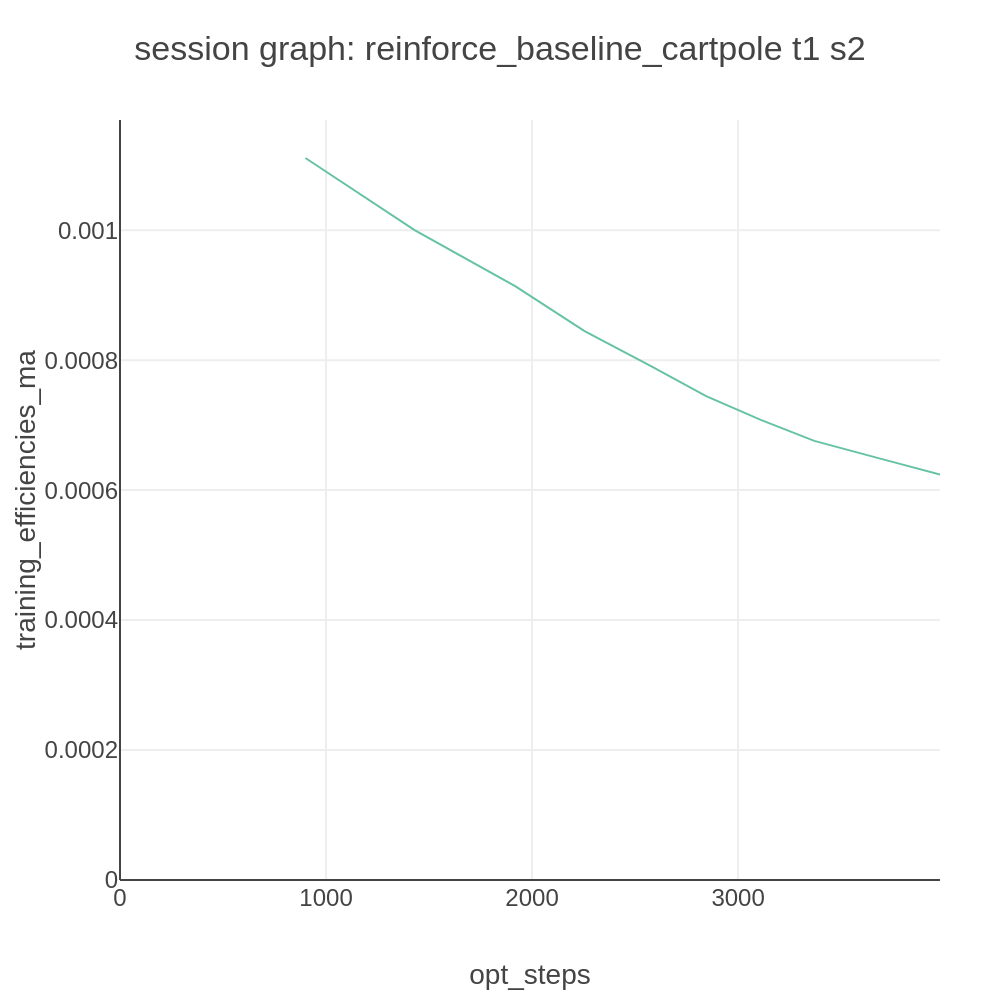 session graph: reinforce_baseline_cartpole t1 s2
training_efficiencies_ma
0.001
0.0008
0.0006
0.0004
0.0002
0
0 1000 2000 3000
opt_steps